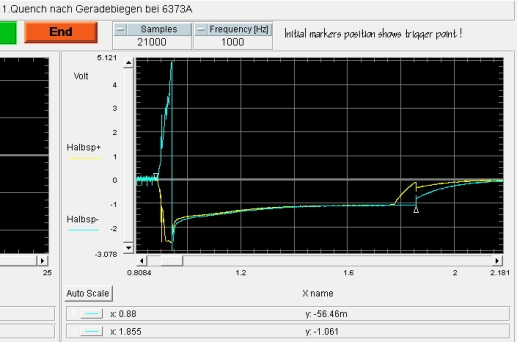 1.Quench nach Geradebiegen bei 6373A
End
Samples
21000
Frequency [Hz]
1000
Initial markers position shows trigger point !
5.121
Volt
4
3
Halbsp+
2
1
0
-1
Halbsp-
-2
-3.078
25
0.8084
1.2
1.6
2
2.181
Auto Scale
X name
x: 0.88
y: -56.46m
x: 1.855
y: -1.061